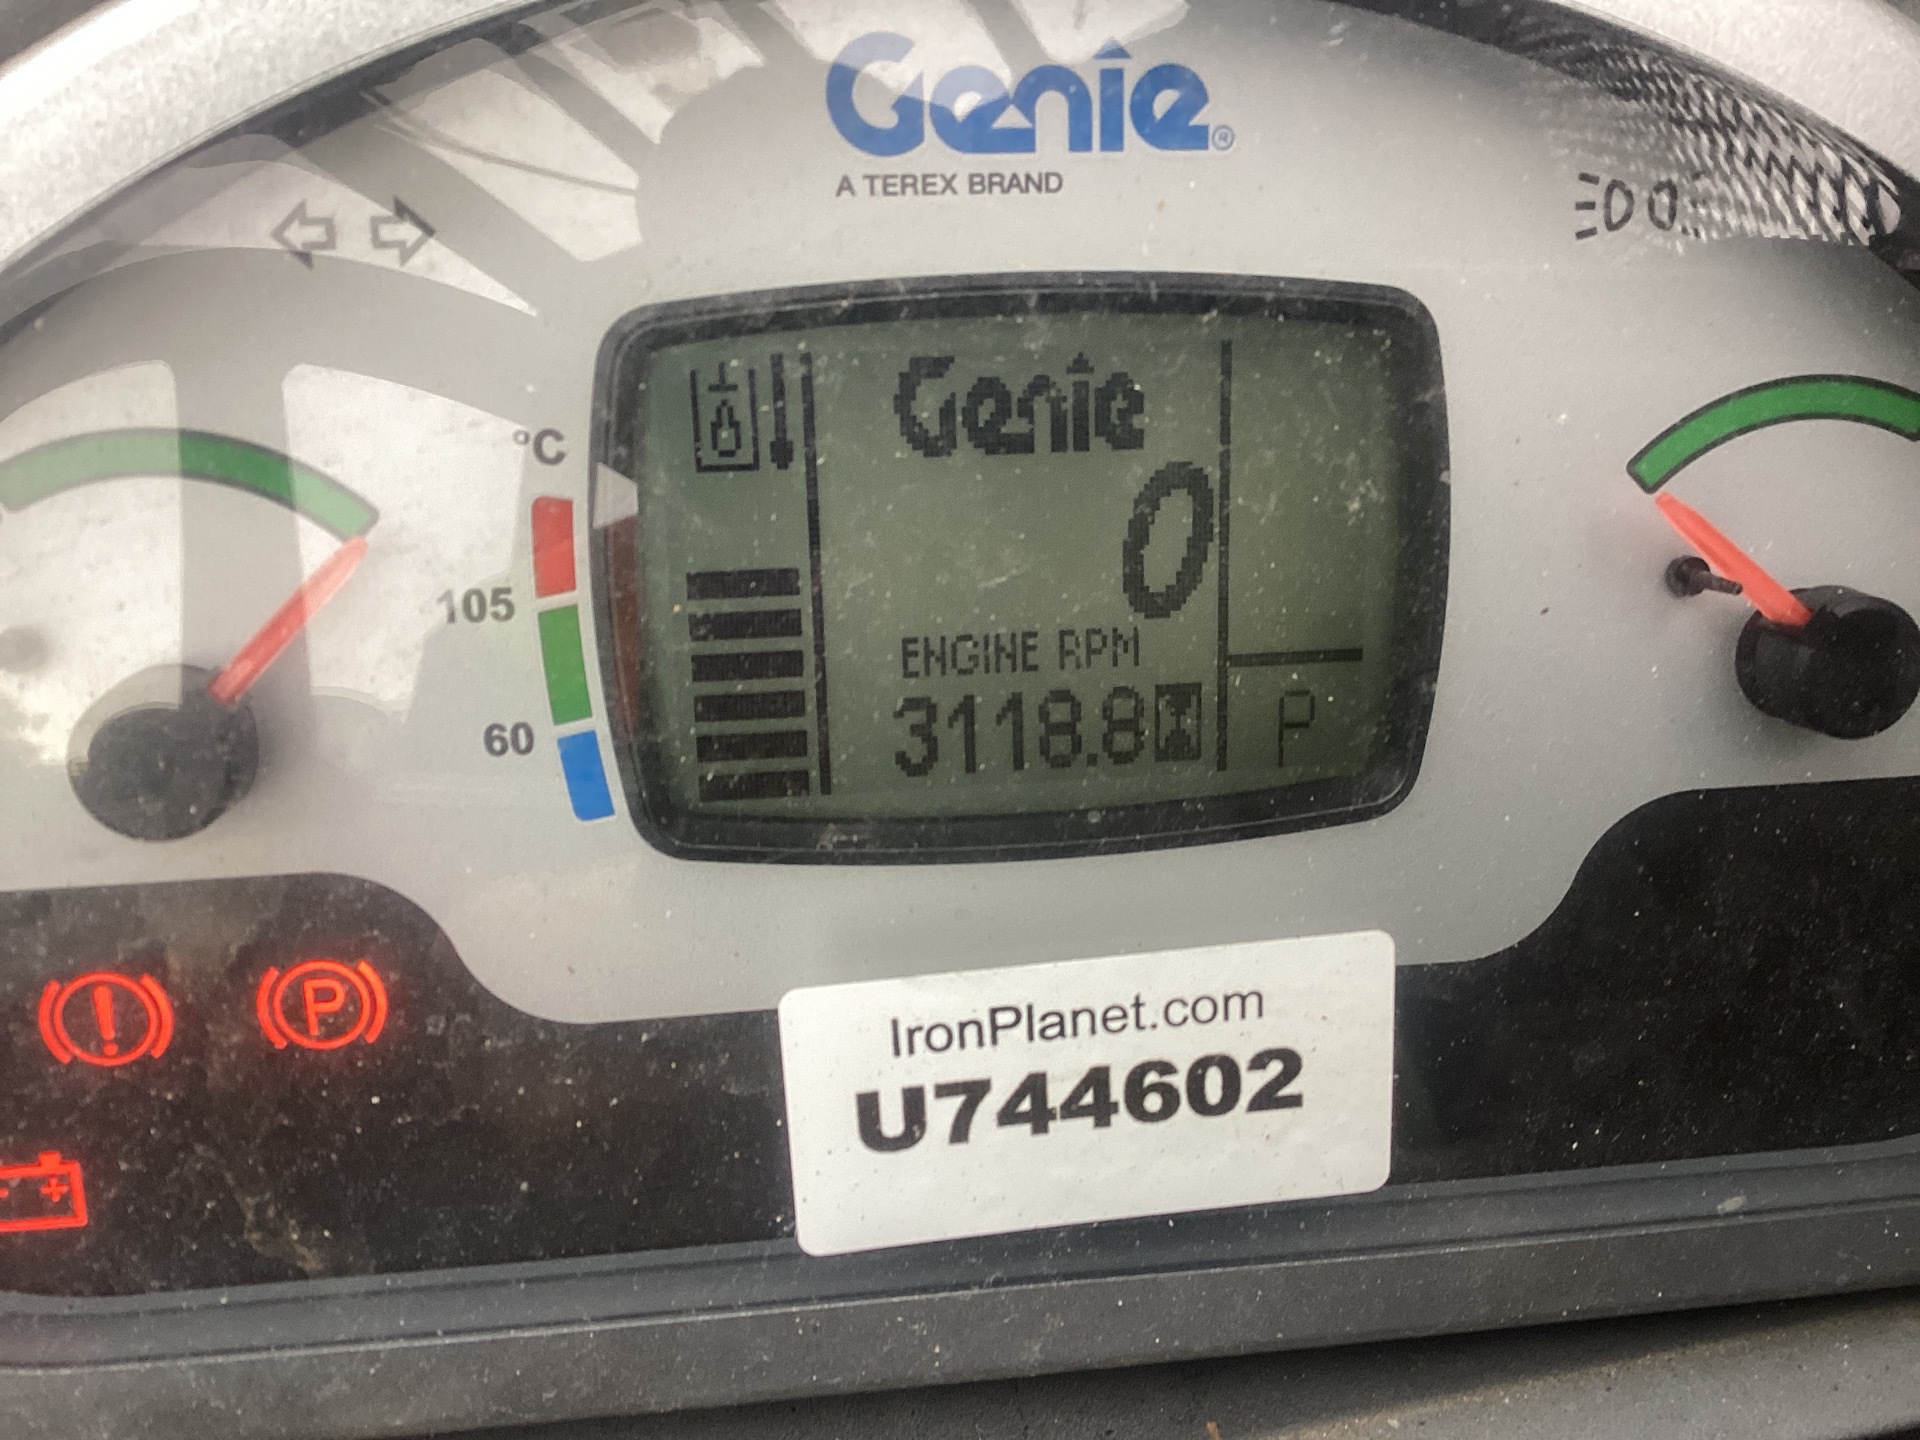 Genie®
A TEREX BRAND
Genie
°C
0
105
ENGINE RPM
3118.8
P
60
P
IronPlanet.com
U744602